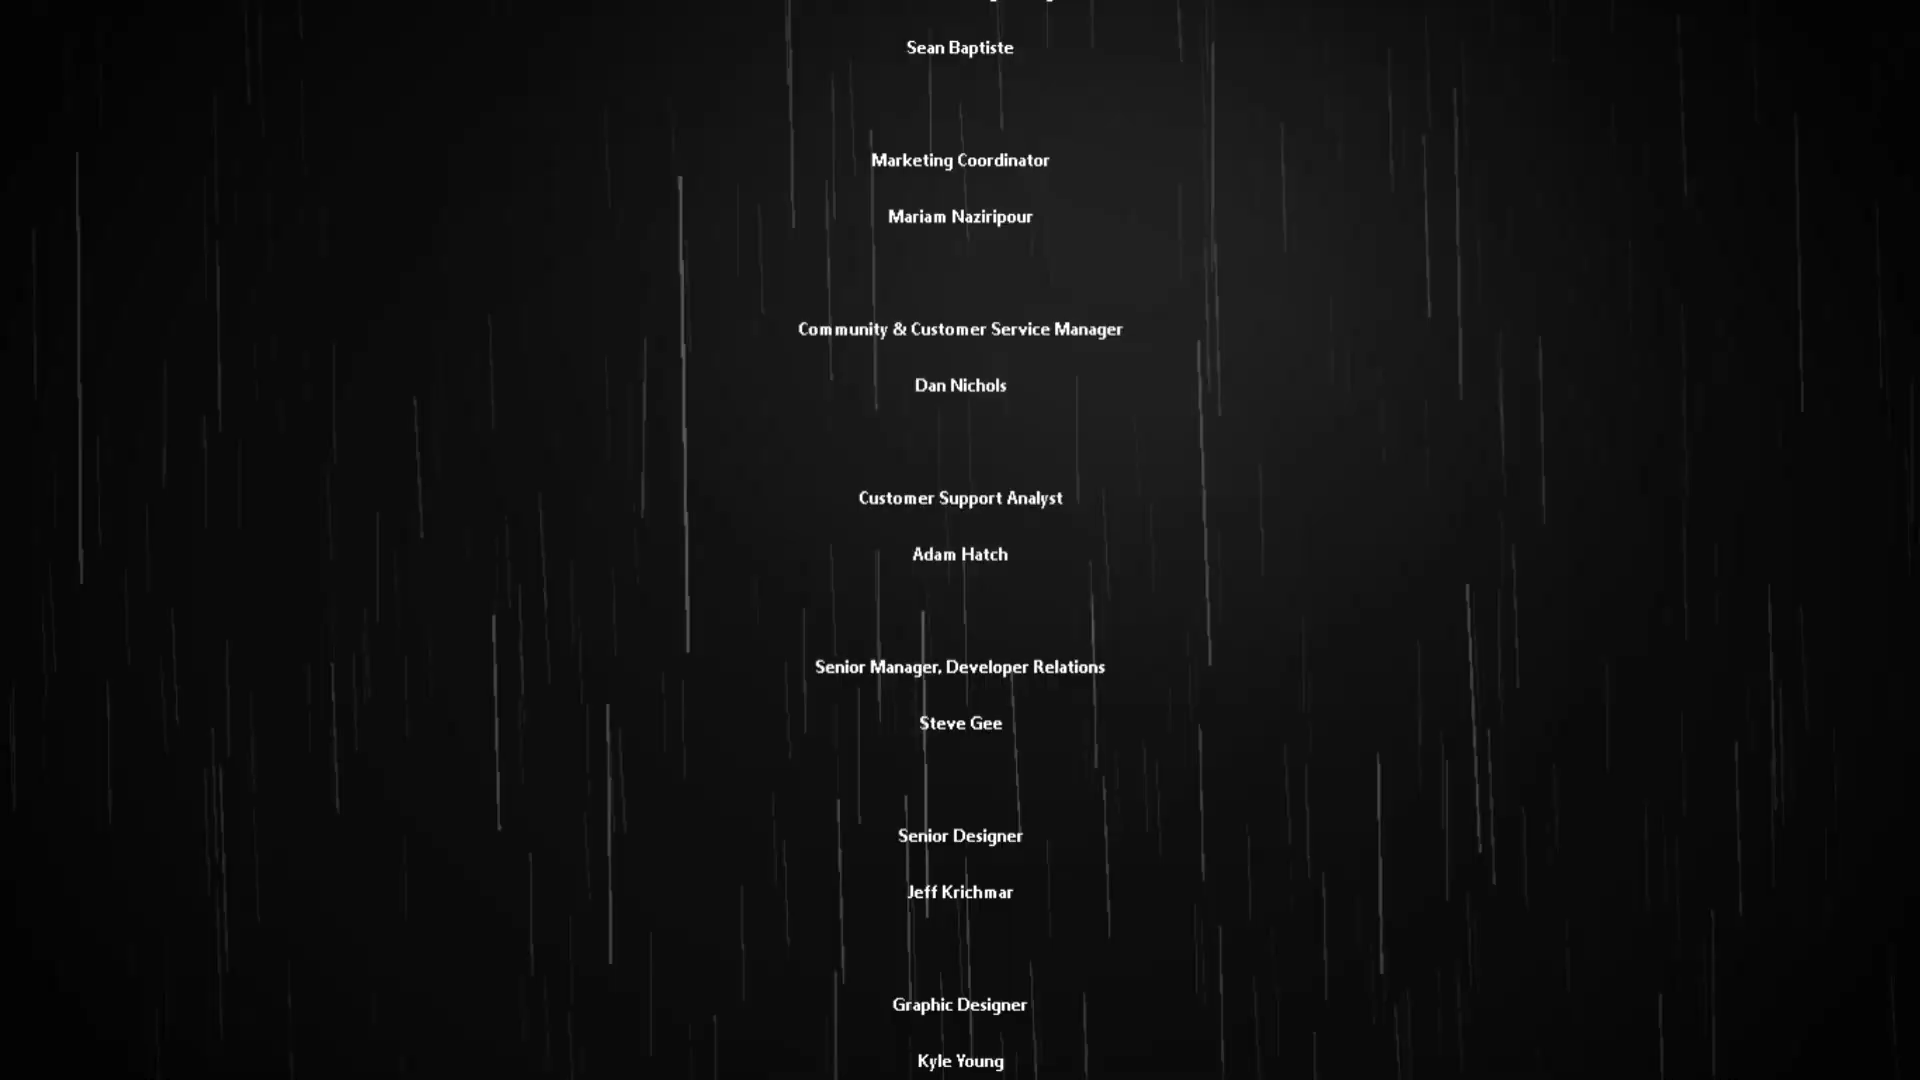 Sean Baptiste
Marketing Coordinator
Mariam Naziripour
Community & Customer Service Manager
Dan Nichols
Customer Support Analyst
Adam Hatch
Senior Manager, Developer Relations
Steve Gee
Senior Designer
Jeff Krichmar
Graphic Designer
Kyle Young